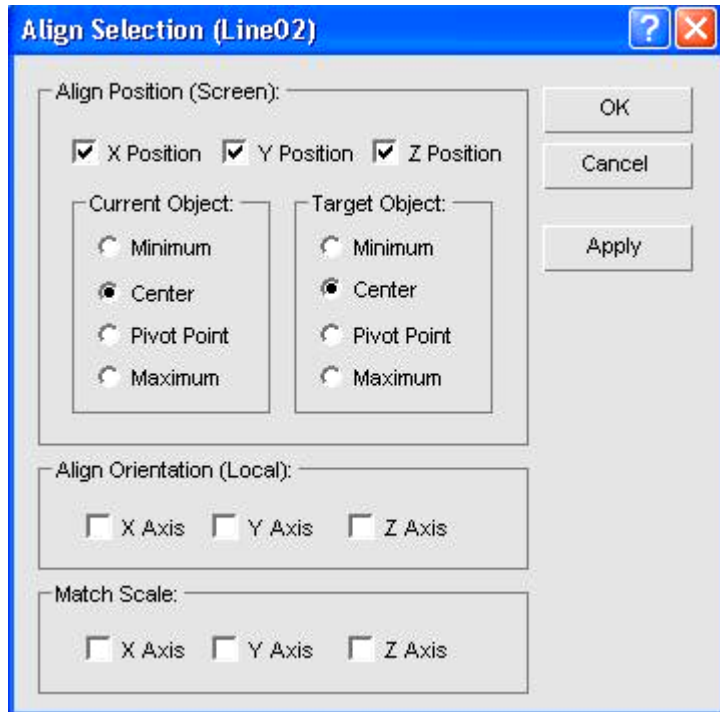 Align Selection (Line02)
Align Position (Screen):
X Position Y Position Z Position
Current Object:
Minimum
Center
Pivot Point
Maximum
Target Object:
Minimum
Center
Pivot Point
Maximum
Align Orientation (Local):
X Axis Y Axis Z Axis
Match Scale:
X Axis Y Axis Z Axis
OK
Cancel
Apply